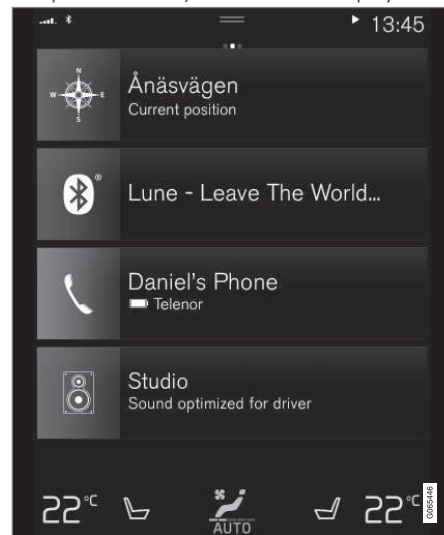 13:45
N
W E
S
Ånäsvägen
Current position
Lune - Leave The World...
Daniel's Phone
Telenor
Studio
Sound optimized for driver
22°C 22°C
AUTO
G065446